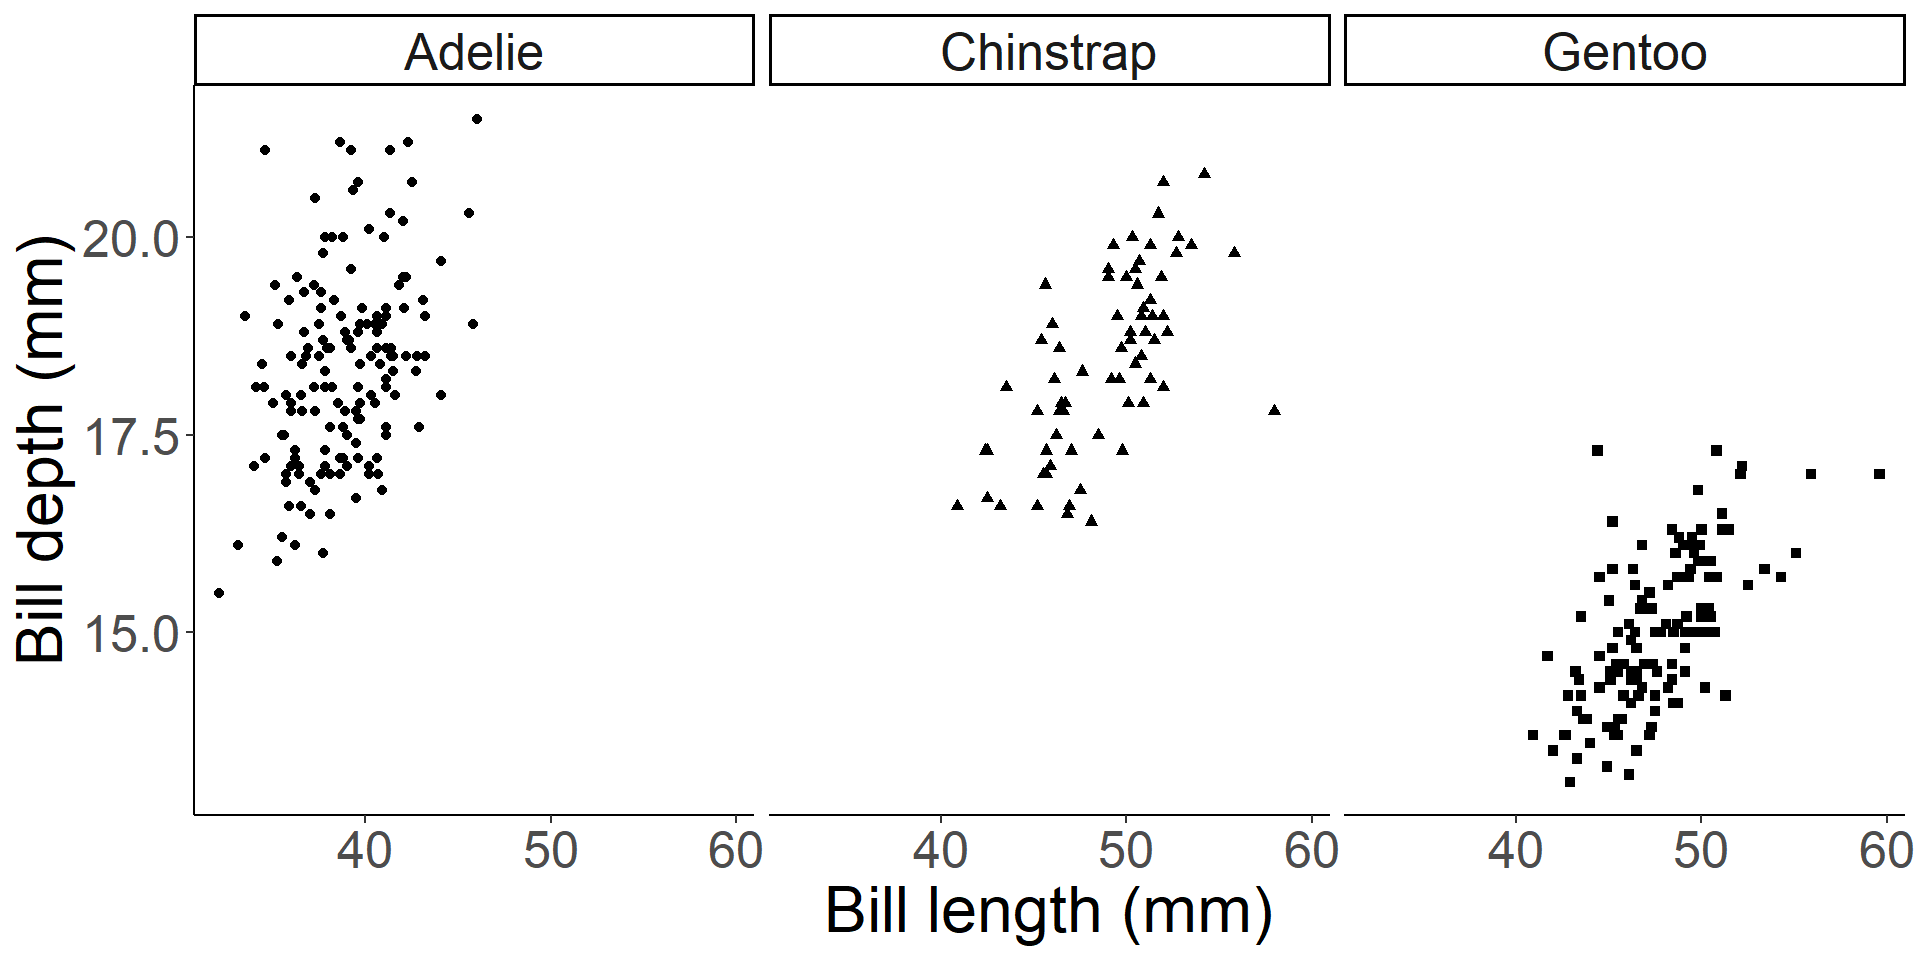 Adelie Chinstrap Gentoo
Bill depth (mm)
20.0
17.5
15.0
40 50 60 40 50 60 40 50 60
Bill length (mm)